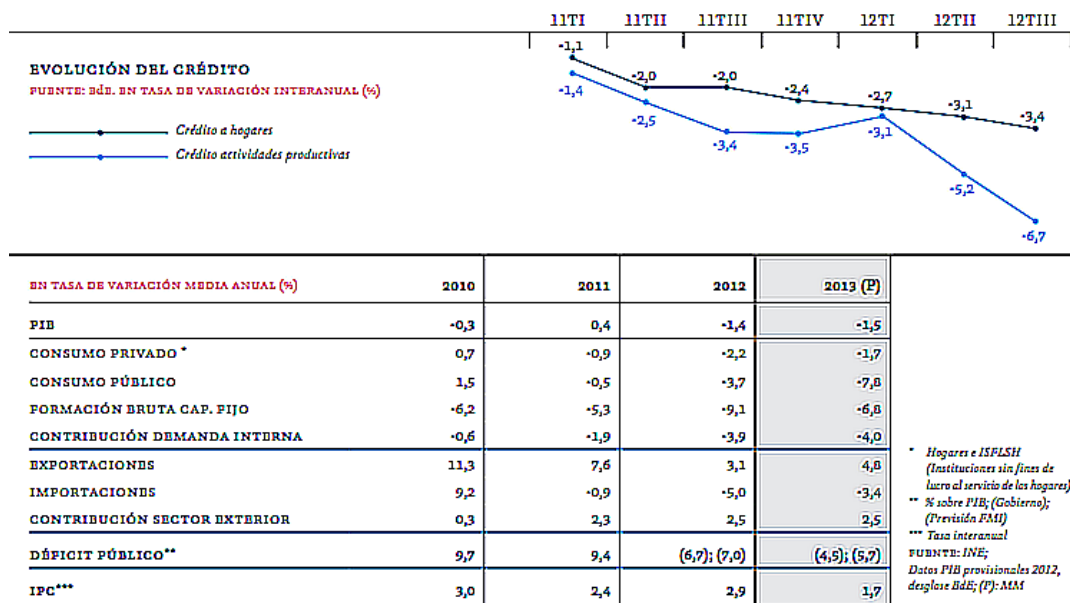 11TI 11TII 11TIII 11TIV 12TI 12TII 12TIII
EVOLUCIÓN DEL CRÉDITO
FUENTE: BdE. EN TASA DE VARIACIÓN INTERANUAL (%)
Crédito a hogares
Crédito actividades productivas
-1,1 -2,0 -2,0 -2,4 -2,7 -3,1 -3,4
-1,4 -2,5 -3,4 -3,5 -3,1 -5,2 -6,7
EN TASA DE VARIACIÓN MEDIA ANUAL (%) 2010 2011 2012 2013 (P)
PIB -0,3 0,4 -1,4 -1,5
CONSUMO PRIVADO * 0,7 -0,9 -2,2 -1,7
CONSUMO PÚBLICO 1,5 -0,5 -3,7 -7,8
FORMACIÓN BRUTA CAP. FIJO -6,2 -5,3 -9,1 -6,8
CONTRIBUCIÓN DEMANDA INTERNA -0,6 -1,9 -3,9 -4,0
EXPORTACIONES 11,3 7,6 3,1 4,8
IMPORTACIONES 9,2 -0,9 -5,0 -3,4
CONTRIBUCIÓN SECTOR EXTERIOR 0,3 2,3 2,5 2,5
DÉFICIT PÚBLICO** 9,7 9,4 (6,7); (7,0) (4,5); (5,7)
IPC*** 3,0 2,4 2,9 1,7
* Hogares e ISFLSH
(Instituciones sin fines de
lucro al servicio de los hogares)
** % sobre PIB; (Gobierno);
(Previsión FMI)
*** Tasa interanual
FUENTE: INE;
Datos PIB provisionales 2012,
desglose BdE; (P): MM